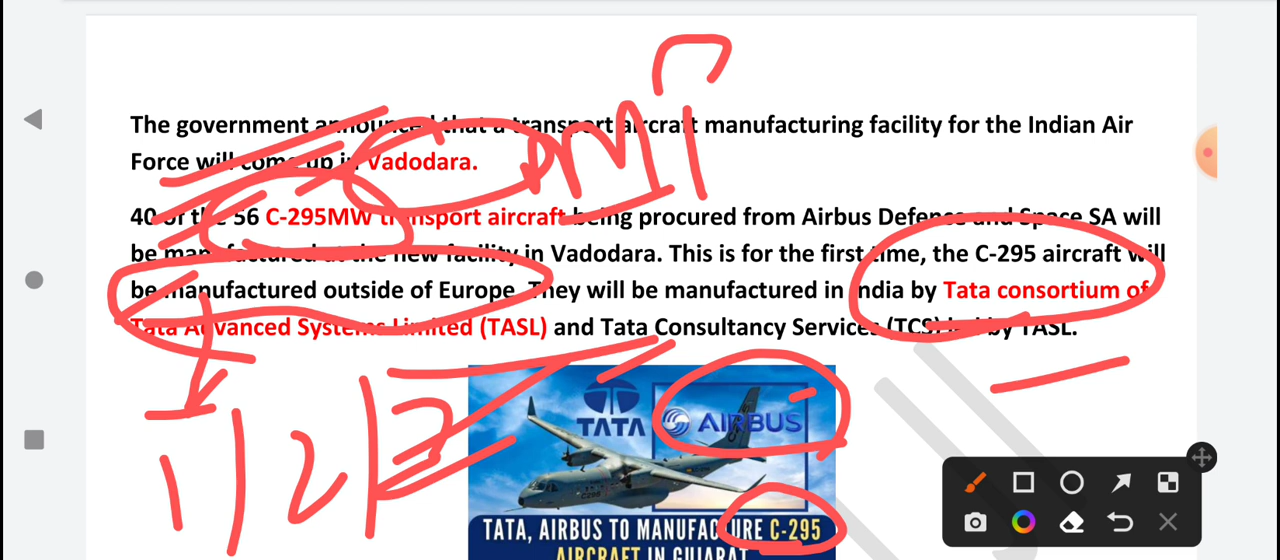 The government announced that a transport aircraft manufacturing facility for the Indian Air
Force will come up in Vadodara.
40 of the 56 C-295MW transport aircraft being procured from Airbus Defence and Space SA will
be manufactured at the new facility in Vadodara. This is for the first time, the C-295 aircraft will
be manufactured outside of Europe. They will be manufactured in India by Tata consortium of
Tata Advanced Systems Limited (TASL) and Tata Consultancy Services (TCS) led by TASL.
TATA AIRBUS
TATA, AIRBUS TO MANUFACTURE C-295
AIRCRAFT IN GUJARAT
1 | 2 |